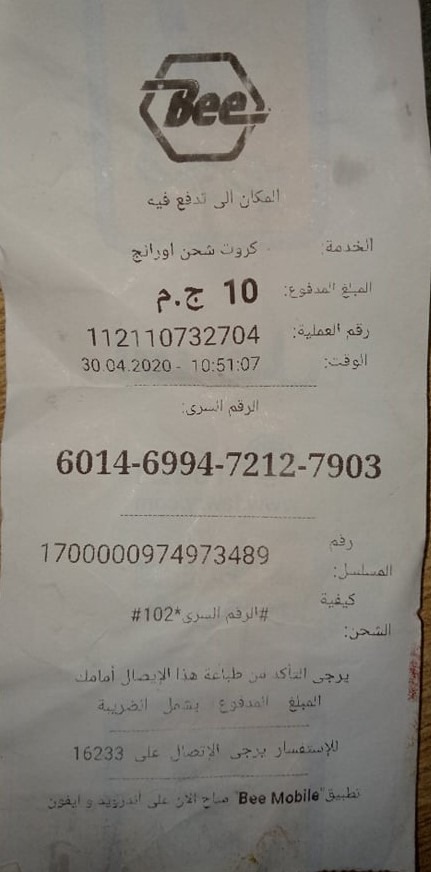 Bee
المكان الى تدفع فيه
الخدمة: كروت شحن اورانج
المبلغ المدفوع: 10 ج.م
رقم العملية: 112110732704
الوقت: 30.04.2020 - 10:51:07
الرقم السرى:
6014-6994-7212-7903
رقم المسلسل: 1700000974973489
كيفية الشحن: #102*الرقم السرى#
يرجى التأكد من طباعة هذا الإيصال أمامك
المبلغ المدفوع يشمل الضريبة
للإستفسار يرجى الاتصال على 16233
تطبيق "Bee Mobile" متاح الان على اندرويد و ايفون